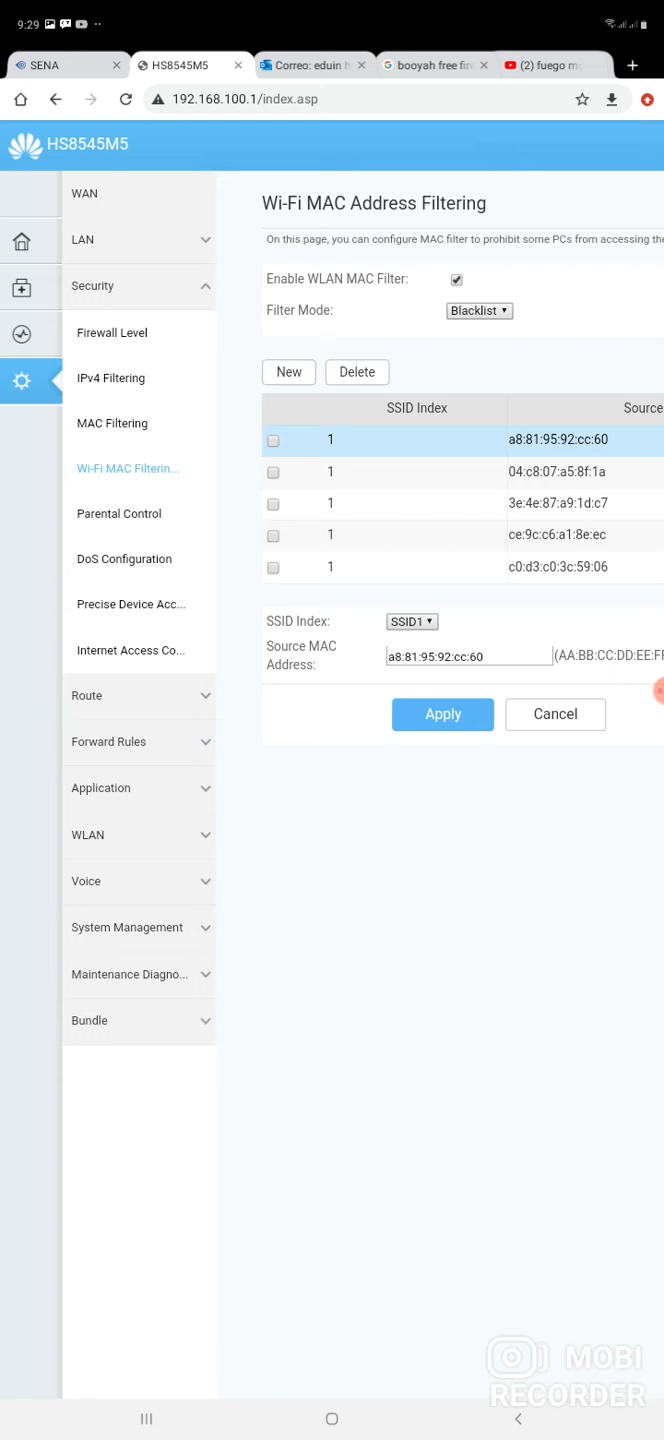 9:29
SENA
HS8545M5
Correo: eduin h
booyah free fir
(2) fuego m
192.168.100.1/index.asp
HS8545M5
WAN
LAN
Security
Firewall Level
IPv4 Filtering
MAC Filtering
Wi-Fi MAC Filterin...
Parental Control
DoS Configuration
Precise Device Acc...
Internet Access Co...
Route
Forward Rules
Application
WLAN
Voice
System Management
Maintenance Diagno...
Bundle
Wi-Fi MAC Address Filtering
On this page, you can configure MAC filter to prohibit some PCs from accessing the
Enable WLAN MAC Filter:
Filter Mode: Blacklist
New Delete
SSID Index Source
1 a8:81:95:92:cc:60
1 04:c8:07:a5:8f:1a
1 3e:4e:87:a9:1d:c7
1 ce:9c:c6:a1:8e:ec
1 c0:d3:c0:3c:59:06
SSID Index: SSID1
Source MAC
Address: a8:81:95:92:cc:60 (AA:BB:CC:DD:EE:FF
Apply Cancel
MOBI
RECORDER